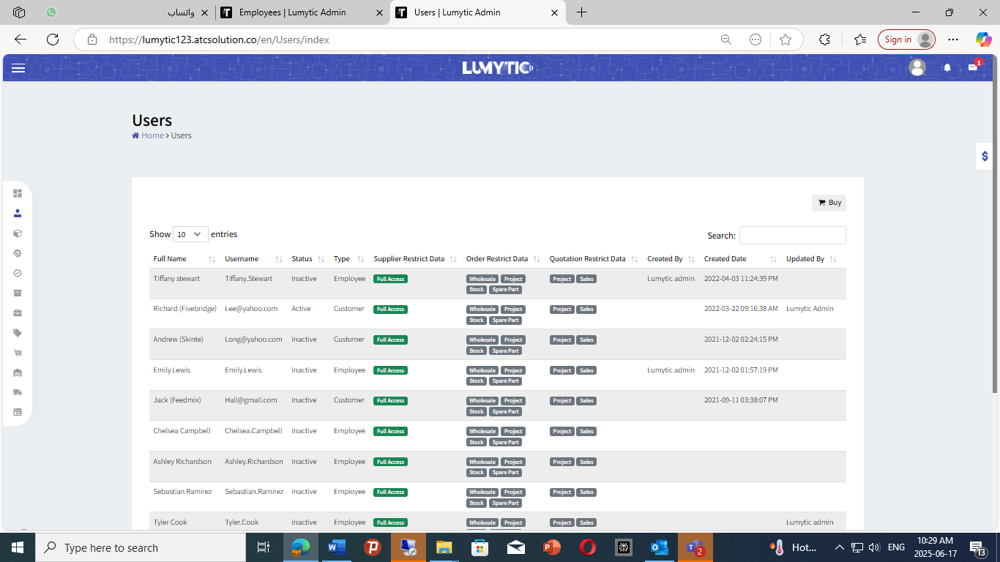 واتساب
Employees | Lumytic Admin
Users | Lumytic Admin
https://lumytic123.atcsolution.co/en/Users/index
Sign in
LUMYTIC
1
Users
Home > Users
$
Buy
Show 10 entries
Search:
Full Name Username Status Type Supplier Restrict Data Order Restrict Data Quotation Restrict Data Created By Created Date Updated By
Tiffany stewart Tiffany.Stewart Inactive Employee Full Access Wholesale Project Project Sales Lumytic admin 2022-04-03 11:24:39 PM
Stock Spare Part
Richard (Fivebridge) Lee@yahoo.com Active Customer Full Access Wholesale Project Project Sales 2022-03-22 09:16:38 AM Lumytic Admin
Stock Spare Part
Andrew (Skinte) Long@yahoo.com Inactive Customer Full Access Wholesale Project Project Sales 2021-12-02 02:24:15 PM
Stock Spare Part
Emily Lewis Emily.Lewis Inactive Employee Full Access Wholesale Project Project Sales Lumytic admin 2021-12-02 01:57:19 PM
Stock Spare Part
Jack (Feedmix) Hall@gmail.com Inactive Customer Full Access Wholesale Project Project Sales 2021-09-11 03:38:07 PM
Stock Spare Part
Chelsea Campbell Chelsea.Campbell Inactive Employee Full Access Wholesale Project Project Sales
Stock Spare Part
Ashley Richardson Ashley.Richardson Inactive Employee Full Access Wholesale Project Project Sales
Stock Spare Part
Sebastian Ramirez Sebastian.Ramirez Inactive Employee Full Access Wholesale Project Project Sales
Stock Spare Part
Tyler Cook Tyler.Cook Inactive Employee Full Access Wholesale Project Project Sales Lumytic admin
Type here to search
2
Hot...
ENG
10:29 AM
2025-06-17
13